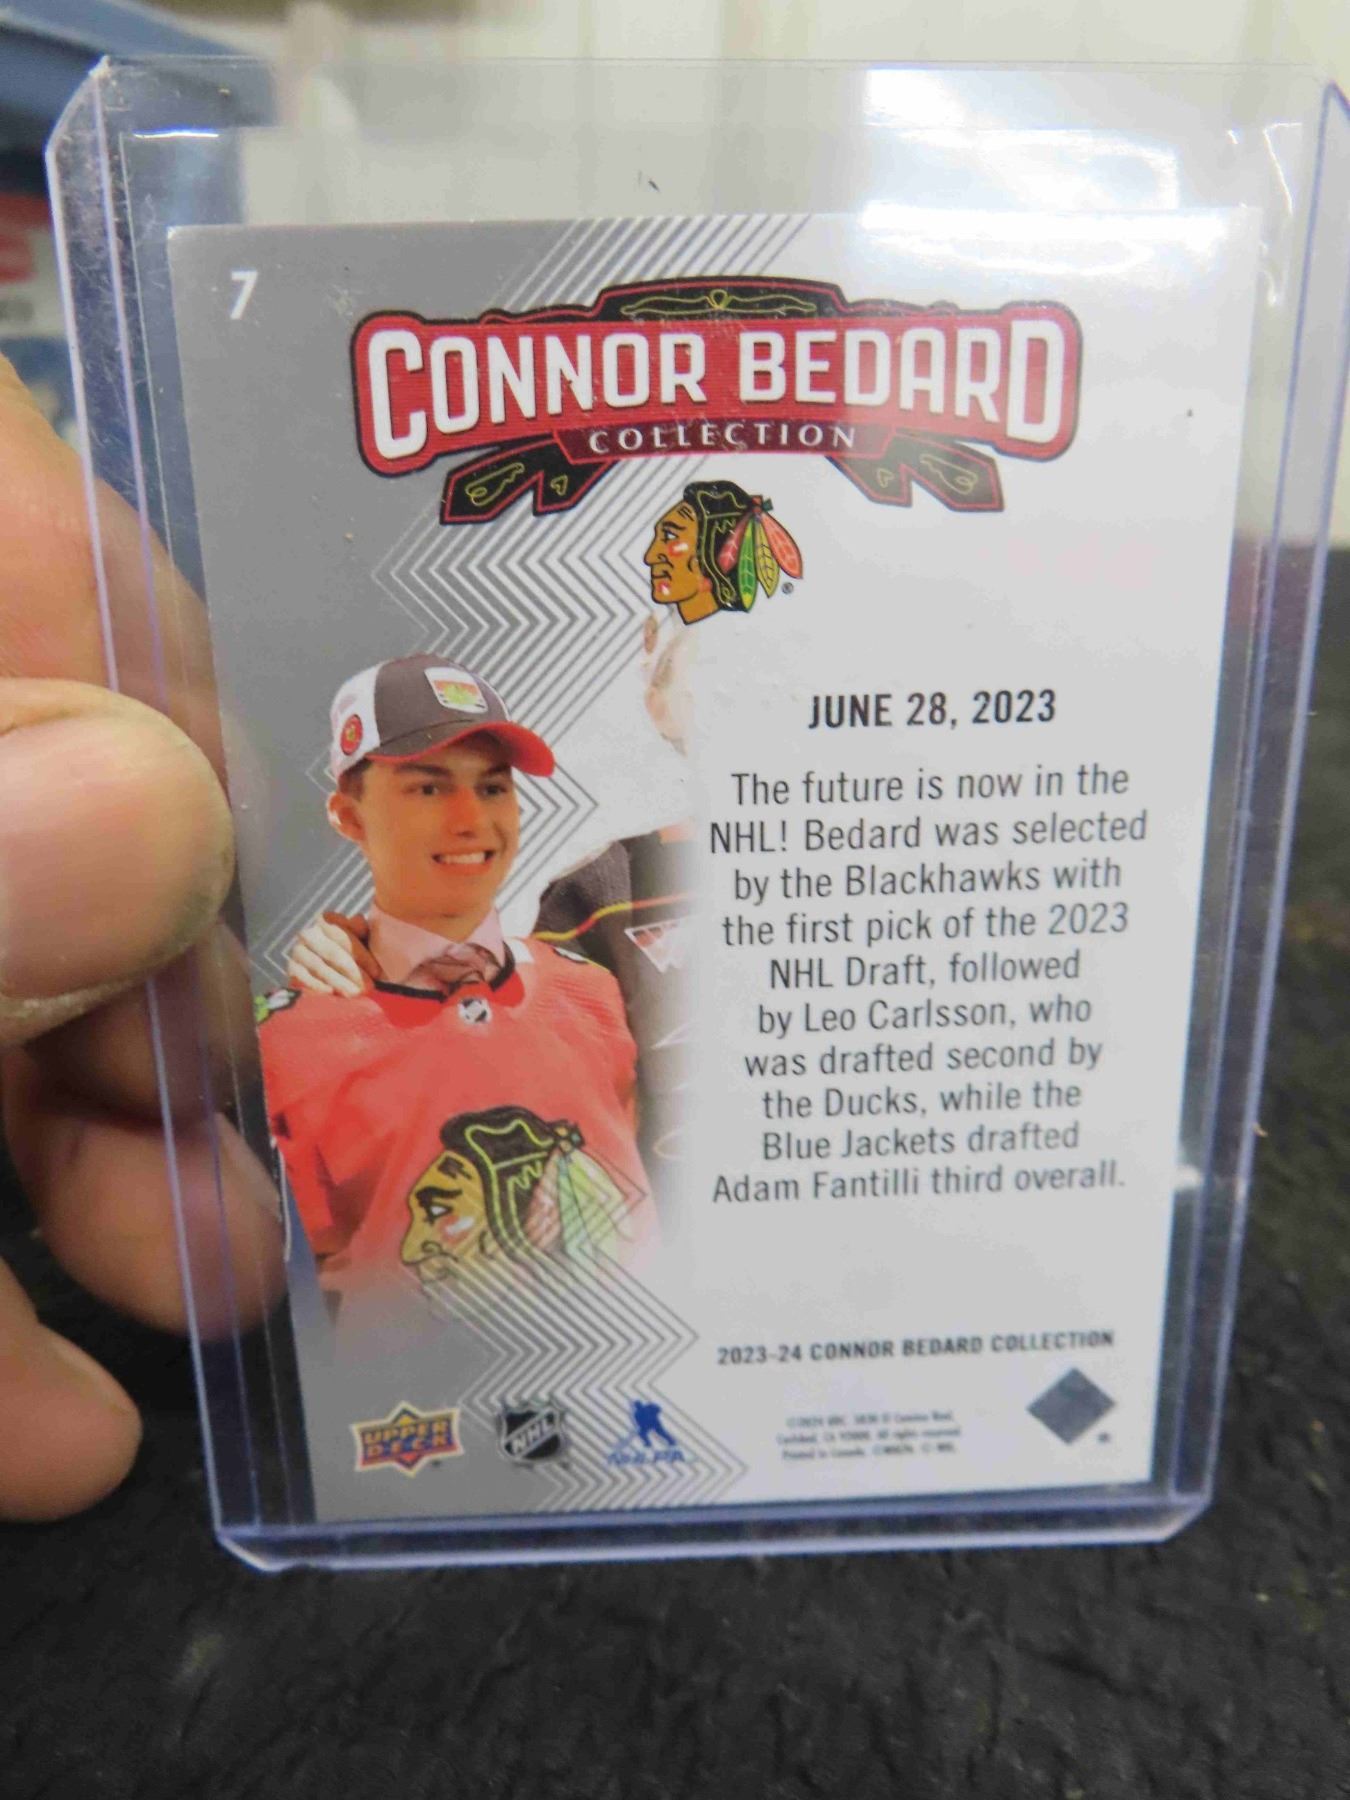 7
CONNOR BEDARD
COLLECTION
JUNE 28, 2023
The future is now in the
NHL! Bedard was selected
by the Blackhawks with
the first pick of the 2023
NHL Draft, followed
by Leo Carlsson, who
was drafted second by
the Ducks, while the
Blue Jackets drafted
Adam Fantilli third overall.
2023-24 CONNOR BEDARD COLLECTION
UPPER
DECK
NHL
NHLPA